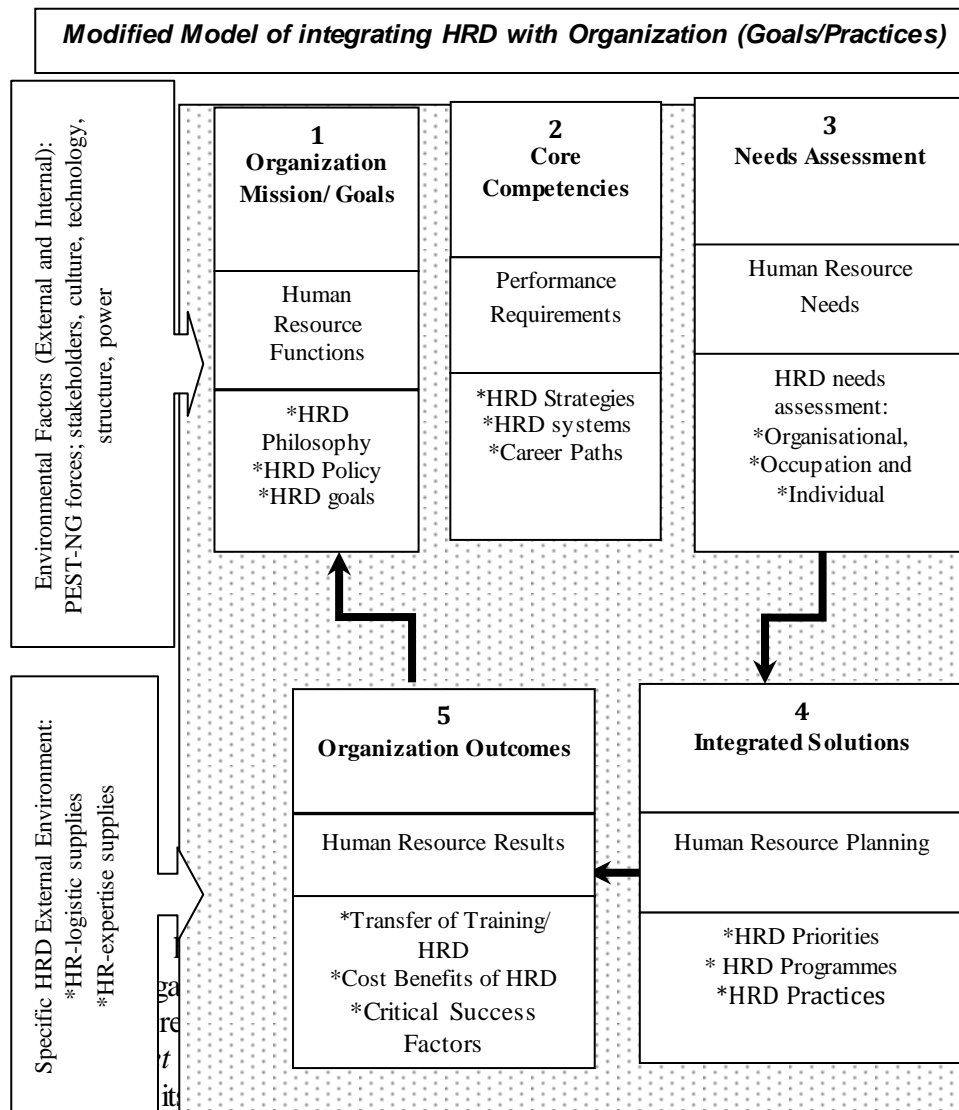 Modified Model of integrating HRD with Organization (Goals/Practices)
Environmental Factors (External and Internal):
PEST-NG forces; stakeholders, culture, technology,
structure, power
1
Organization
Mission/ Goals
Human
Resource
Functions
*HRD
Philosophy
*HRD Policy
*HRD goals
2
Core
Competencies
Performance
Requirements
*HRD Strategies
*HRD systems
*Career Paths
3
Needs Assessment
Human Resource
Needs
HRD needs
assessment:
*Organisational,
*Occupation and
*Individual
Specific HRD External Environment:
*HR-logistic supplies
*HR-expertise supplies
5
Organization Outcomes
Human Resource Results
*Transfer of Training/
HRD
*Cost Benefits of HRD
*Critical Success
Factors
4
Integrated Solutions
Human Resource Planning
*HRD Priorities
* HRD Programmes
*HRD Practices